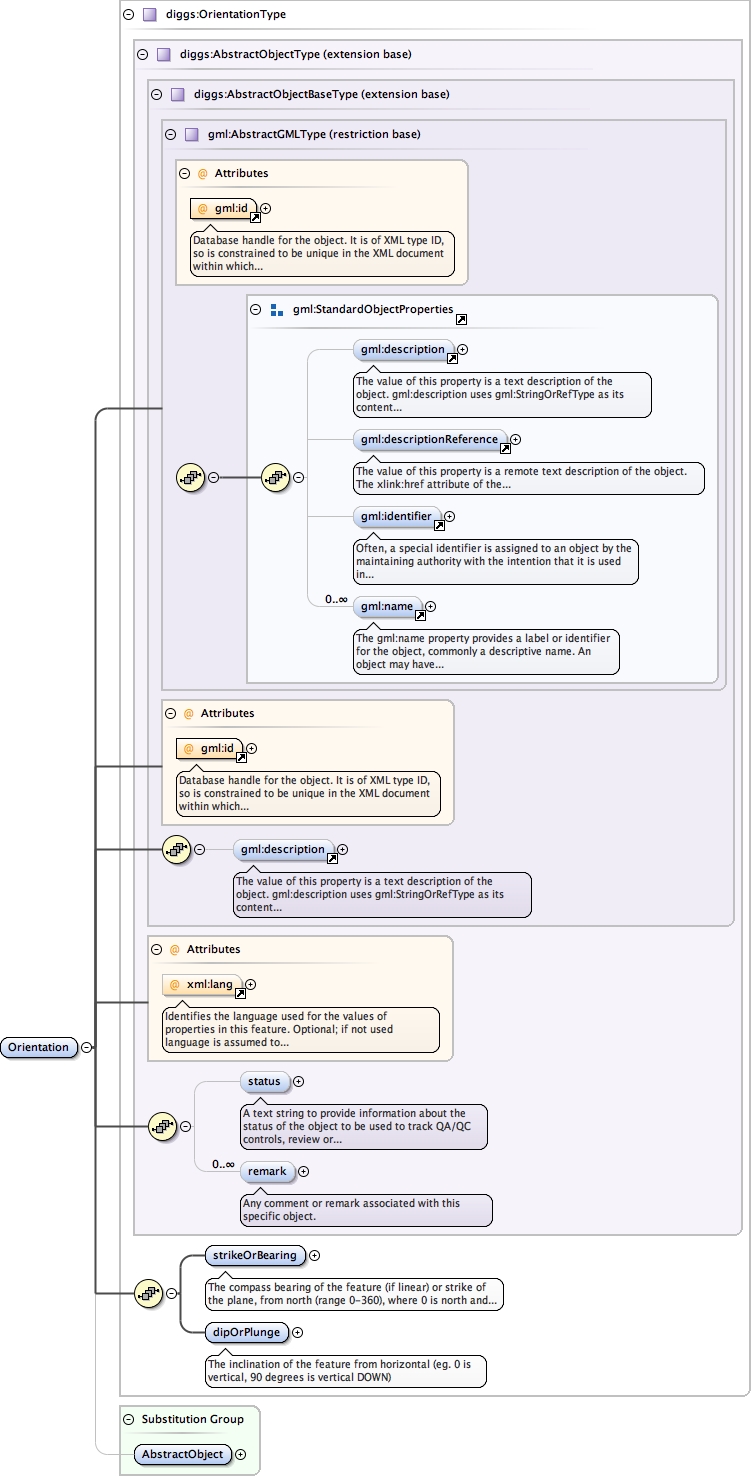 diggs:OrientationType
diggs:AbstractObjectType (extension base)
diggs:AbstractObjectBaseType (extension base)
gml:AbstractGMLType (restriction base)
@ Attributes
@ gml:id
Database handle for the object. It is of XML type ID,
so is constrained to be unique in the XML document
within which...
gml:StandardObjectProperties
gml:description
The value of this property is a text description of the
object. gml:description uses gml:StringOrRefType as its
content...
gml:descriptionReference
The value of this property is a remote text description of the object.
The xlink:href attribute of the...
gml:identifier
Often, a special identifier is assigned to an object by the
maintaining authority with the intention that it is used
in...
0..∞
gml:name
The gml:name property provides a label or identifier
for the object, commonly a descriptive name. An
object may have...
@ Attributes
@ gml:id
Database handle for the object. It is of XML type ID,
so is constrained to be unique in the XML document
within which...
gml:description
The value of this property is a text description of the
object. gml:description uses gml:StringOrRefType as its
content...
@ Attributes
@ xml:lang
Identifies the language used for the values of
properties in this feature. Optional; if not used
language is assumed to...
Orientation
status
A text string to provide information about the
status of the object to be used to track QA/QC
controls, review or...
0..∞
remark
Any comment or remark associated with this
specific object.
strikeOrBearing
The compass bearing of the feature (if linear) or strike of
the plane, from north (range 0-360), where 0 is north and...
dipOrPlunge
The inclination of the feature from horizontal (eg. 0 is
vertical, 90 degrees is vertical DOWN)
Substitution Group
AbstractObject